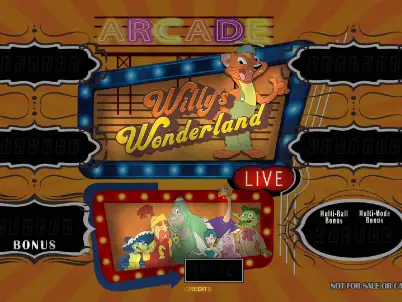 ARCADE
Willy's
Wonderland
LIVE
Multi-Ball
Bonus
Multi-Mode
Bonus
BONUS
CREDITS
NOT FOR SALE OR CA